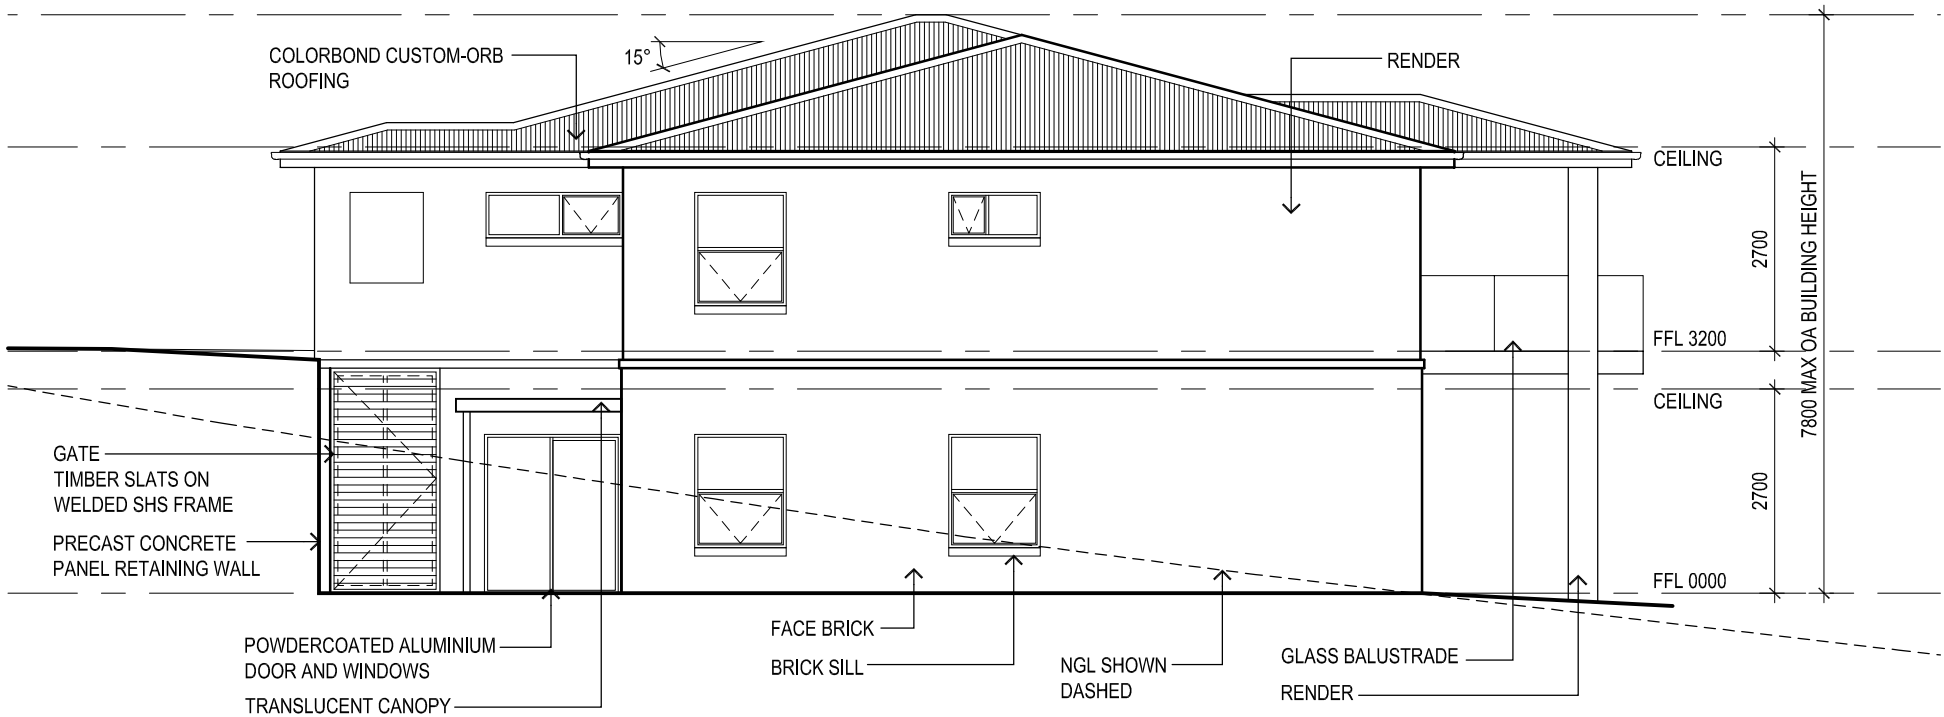 COLORBOND CUSTOM-ORB
ROOFING
15°
RENDER
CEILING
2700
7800 MAX OA BUILDING HEIGHT
FFL 3200
CEILING
2700
FFL 0000
GATE
TIMBER SLATS ON
WELDED SHS FRAME
PRECAST CONCRETE
PANEL RETAINING WALL
POWDERCOATED ALUMINIUM
DOOR AND WINDOWS
TRANSLUCENT CANOPY
FACE BRICK
BRICK SILL
NGL SHOWN
DASHED
GLASS BALUSTRADE
RENDER